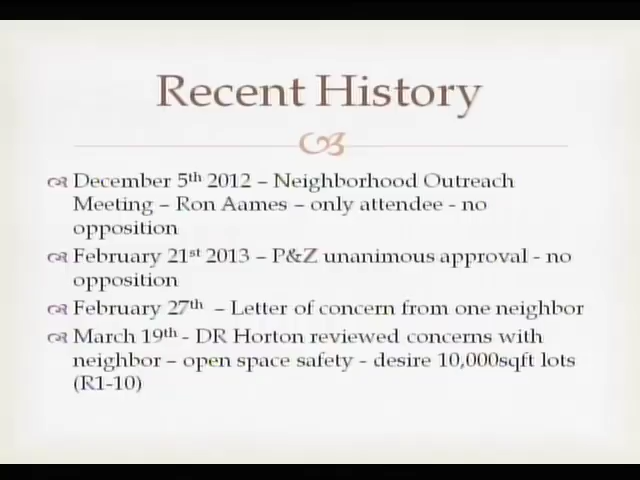 Recent History
December 5th 2012 – Neighborhood Outreach
Meeting – Ron Aames – only attendee - no
opposition
February 21st 2013 – P&Z unanimous approval - no
opposition
February 27th – Letter of concern from one neighbor
March 19th - DR Horton reviewed concerns with
neighbor – open space safety - desire 10,000sqft lots
(R1-10)